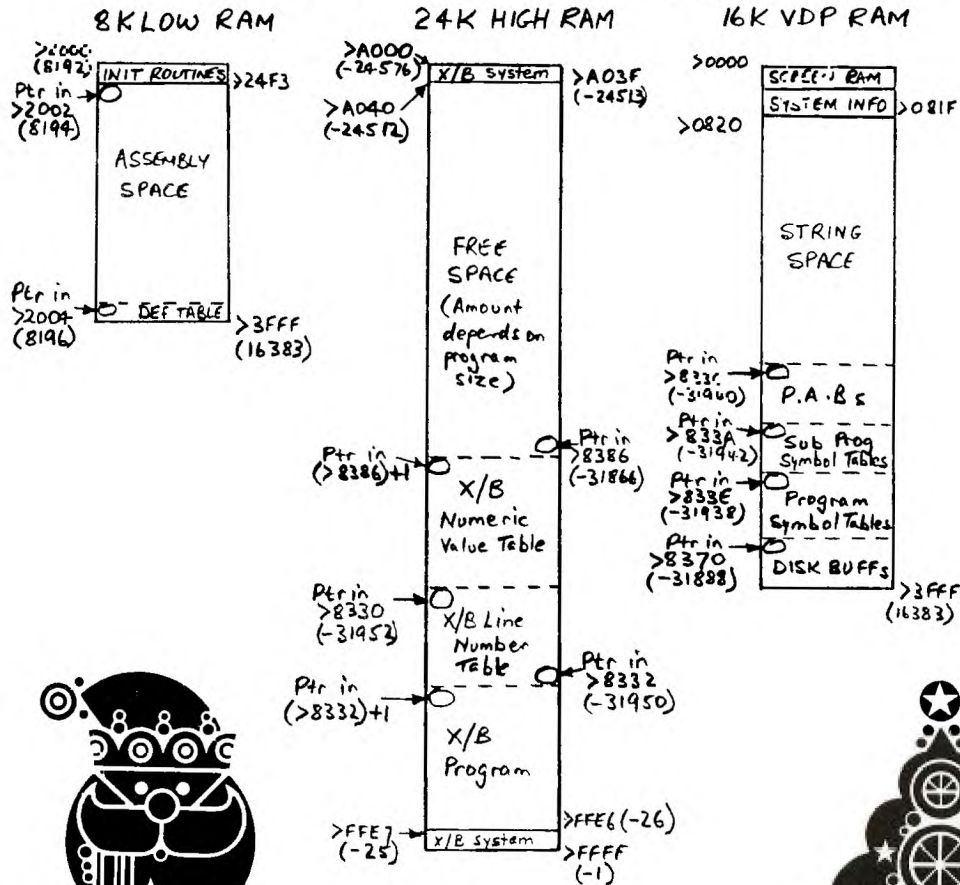 8K LOW RAM
>2000
(8192)
INIT ROUTINES
>24F3
Ptr in
>2002
(8194)
ASSEMBLY
SPACE
Ptr in
>2004
(8196)
DEF TABLE
>3FFF
(16383)
24K HIGH RAM
>A000
(-24576)
X/B System
>A03F
(-24513)
>A040
(-24512)
FREE
SPACE
(Amount
depends on
program
size)
Ptr in
>8386
(-31866)
Ptr in
(>8386)+1
X/B
Numeric
Value Table
Ptr in
>8330
(-31952)
X/B Line
Number
Table
Ptr in
>8332
(-31950)
Ptr in
(>8332)+1
X/B
Program
>FFE6 (-26)
>FFE7
(-25)
X/B System
>FFFF
(-1)
16K VDP RAM
>0000
SCREEN RAM
SYSTEM INFO
>081F
>0820
STRING
SPACE
Ptr in
>833C
(-31940)
P.A.Bs
Ptr in
>833A
(-31942)
Sub Prog
Symbol Tables
Ptr in
>833E
(-31938)
Program
Symbol Tables
Ptr in
>8370
(-31888)
DISK BUFFs
>3FFF
(16383)